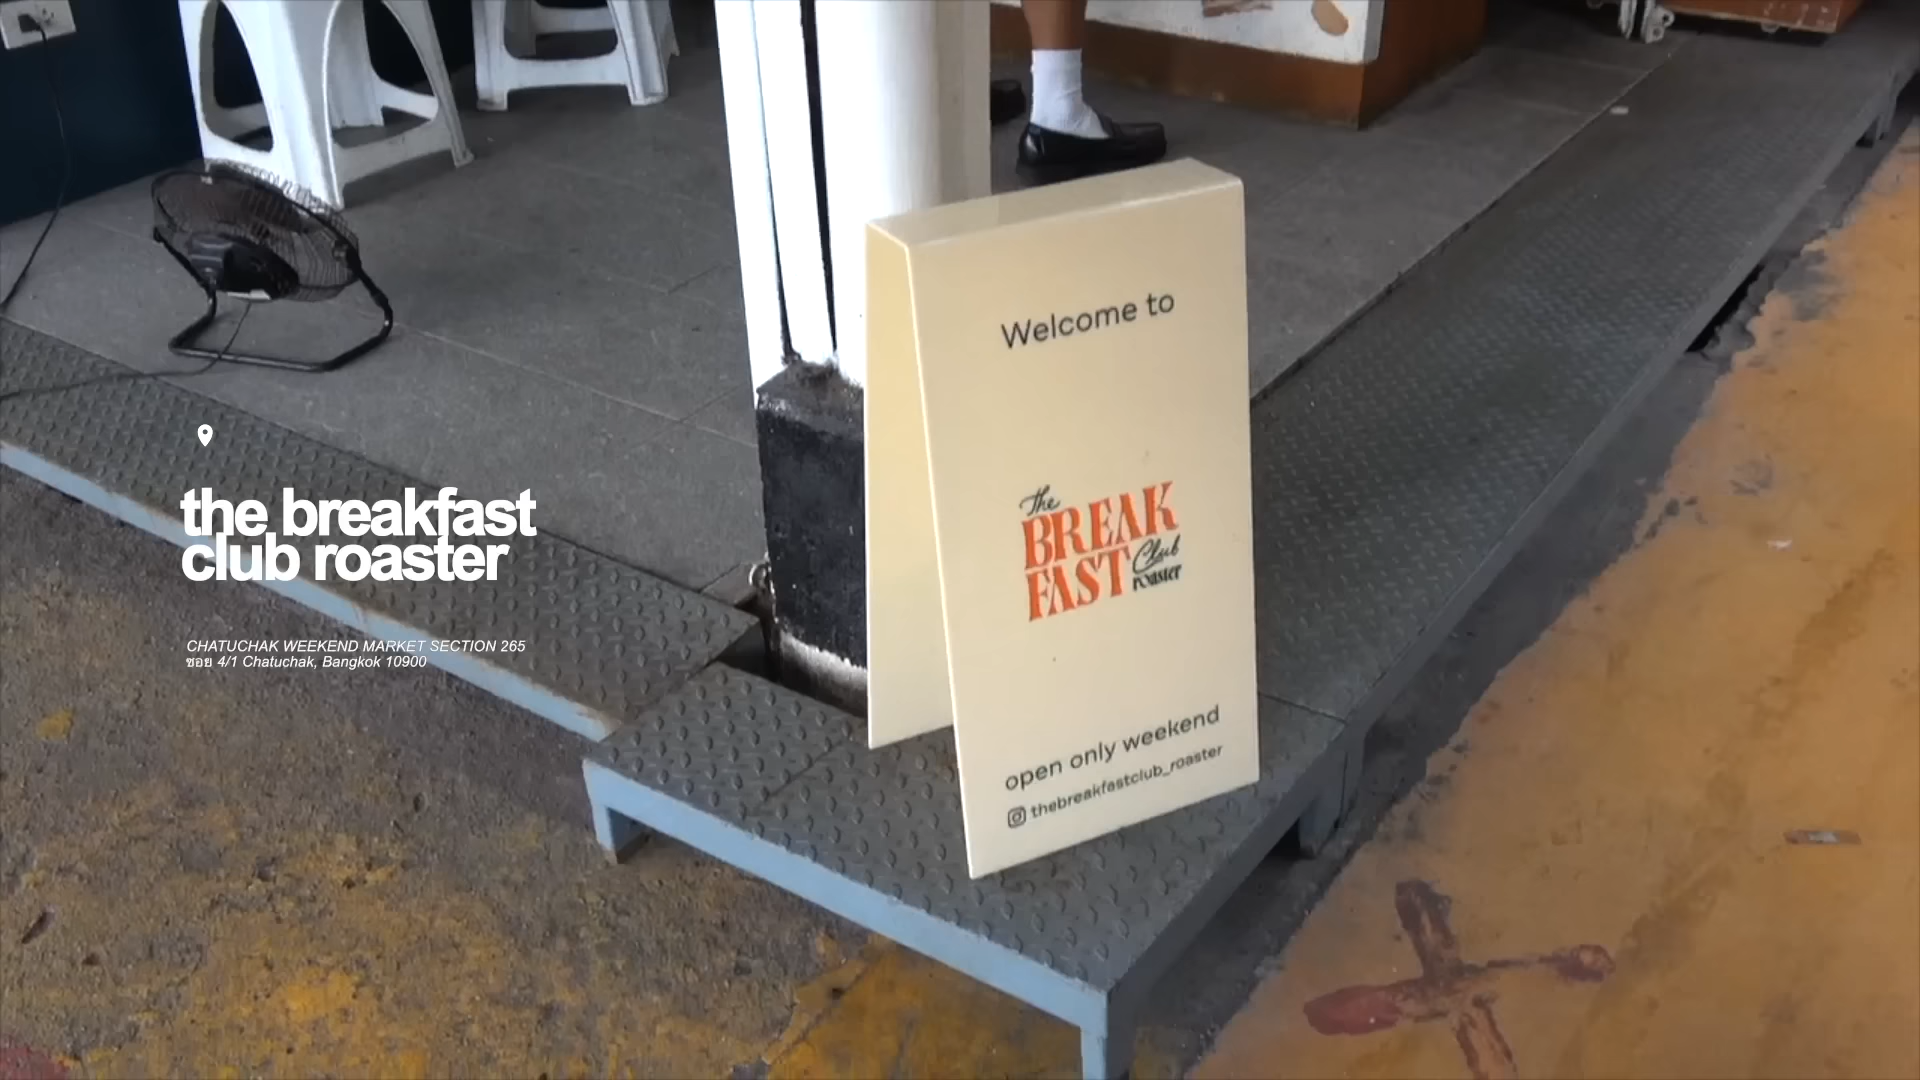 the breakfast
club roaster
CHATUCHAK WEEKEND MARKET SECTION 265
ซอย 4/1 Chatuchak, Bangkok 10900
Welcome to
The
BREAK
FAST Club
roaster
open only weekend
thebreakfastclub_roaster